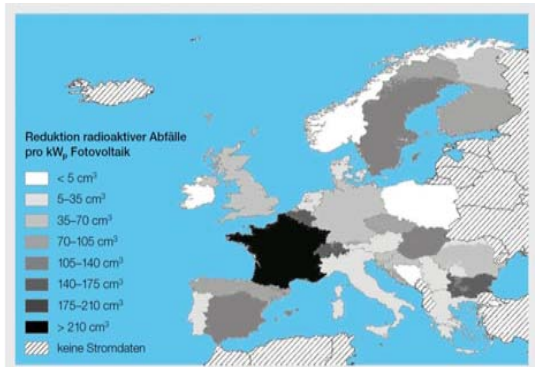 Reduktion radioaktiver Abfälle
pro kWp Fotovoltaik
< 5 cm³
5–35 cm³
35–70 cm³
70–105 cm³
105–140 cm³
140–175 cm³
175–210 cm³
> 210 cm³
keine Stromdaten